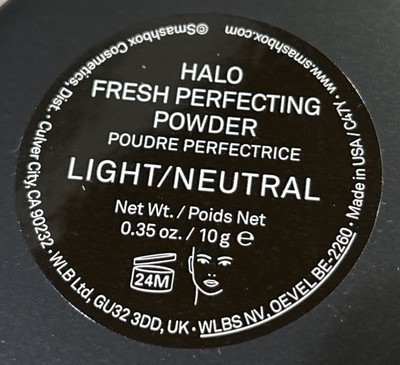 HALO
FRESH PERFECTING
POWDER
POUDRE PERFECTRICE
LIGHT/NEUTRAL
Net Wt. / Poids Net
0.35 oz. / 10 g ℮
24M
©Smashbox Cosmetics, Dist. • Culver City, CA 90232 • WLB Ltd, GU32 3DD, UK • WLBS NV, OEVEL BE-2260 • Made in USA / C47Y • www.smashbox.com